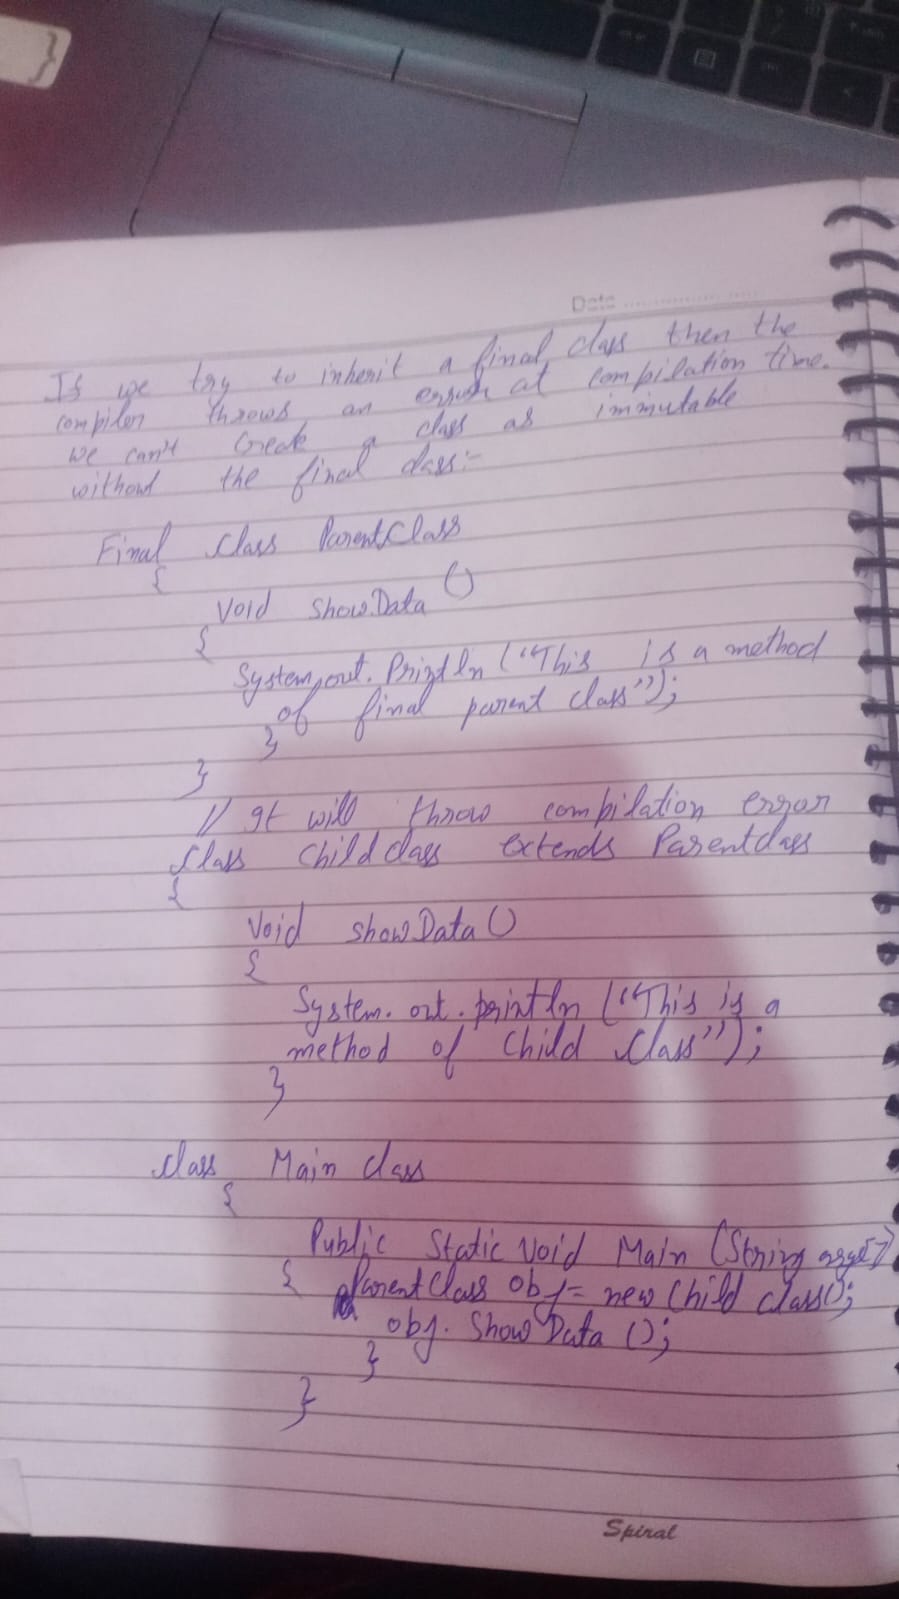 Date
If we try to inherit a final class then the
compiler throws an error at compilation time.
we can't create a class as immutable
without the final class:-
Final class ParentClass
{
Void showData ()
{
System.out.Println ("This is a method
of final parent class");
}
}
// It will throw compilation error
class childclass extends Parentclass
{
Void showData ()
{
System.out.println ("This is a
method of Child Class");
}
class Main class
{
Public Static Void Main (String args[])
{ ParentClass obj= new Child class();
obj. Show Data ();
}
}
Spiral